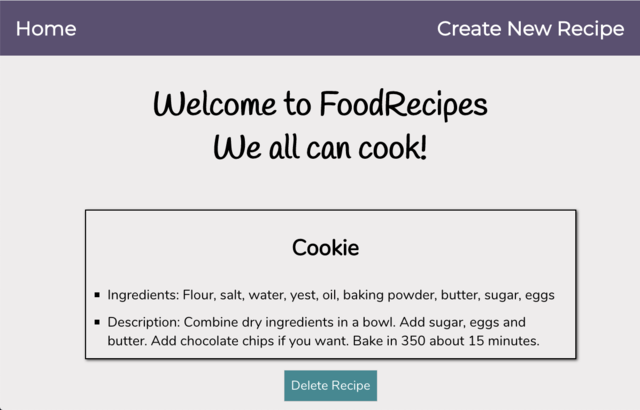 Home
Create New Recipe
Welcome to FoodRecipes
We all can cook!
Cookie
Ingredients: Flour, salt, water, yest, oil, baking powder, butter, sugar, eggs
Description: Combine dry ingredients in a bowl. Add sugar, eggs and
butter. Add chocolate chips if you want. Bake in 350 about 15 minutes.
Delete Recipe